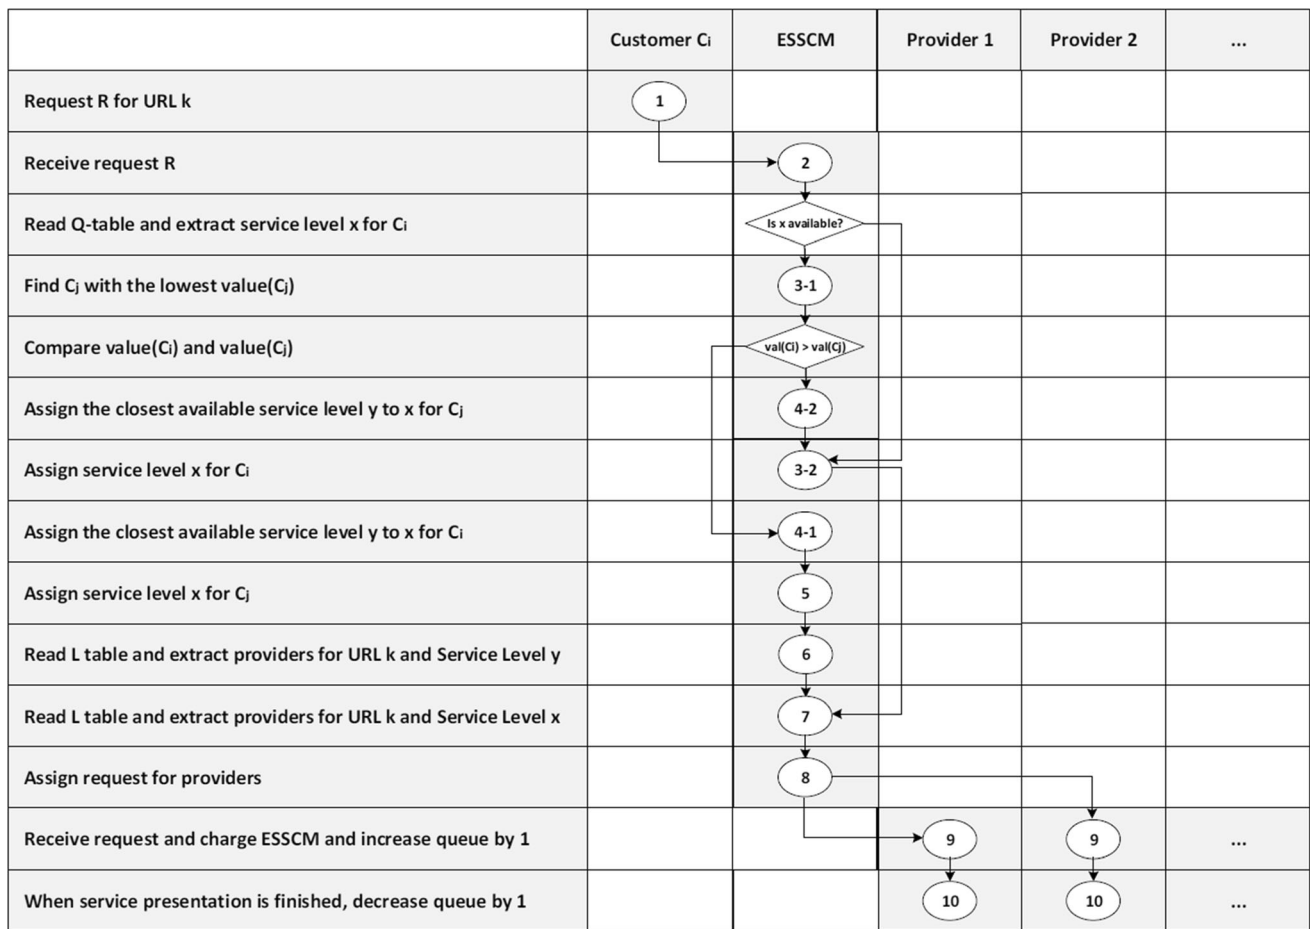 Customer Ci ESSCM Provider 1 Provider 2 ...
Request R for URL k 1
Receive request R 2
Read Q-table and extract service level x for Ci Is x available?
Find Cj with the lowest value(Cj) 3-1
Compare value(Ci) and value(Cj) val(Ci) > val(Cj)
Assign the closest available service level y to x for Cj 4-2
Assign service level x for Ci 3-2
Assign the closest available service level y to x for Ci 4-1
Assign service level x for Cj 5
Read L table and extract providers for URL k and Service Level y 6
Read L table and extract providers for URL k and Service Level x 7
Assign request for providers 8
Receive request and charge ESSCM and increase queue by 1 9 9 ...
When service presentation is finished, decrease queue by 1 10 10 ...